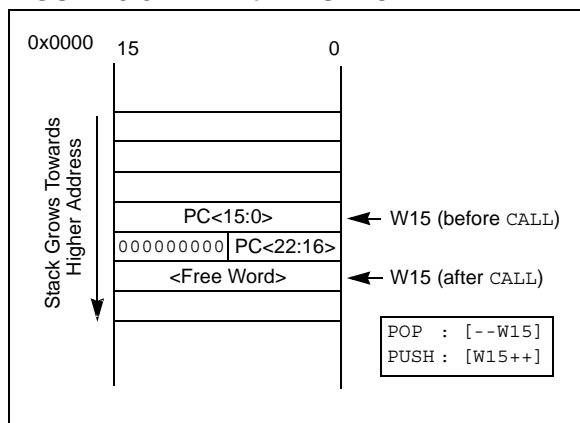 0x0000
15 0
Stack Grows Towards
Higher Address
PC<15:0>
W15 (before CALL)
000000000 PC<22:16>
<Free Word>
W15 (after CALL)
POP : [--W15]
PUSH : [W15++]